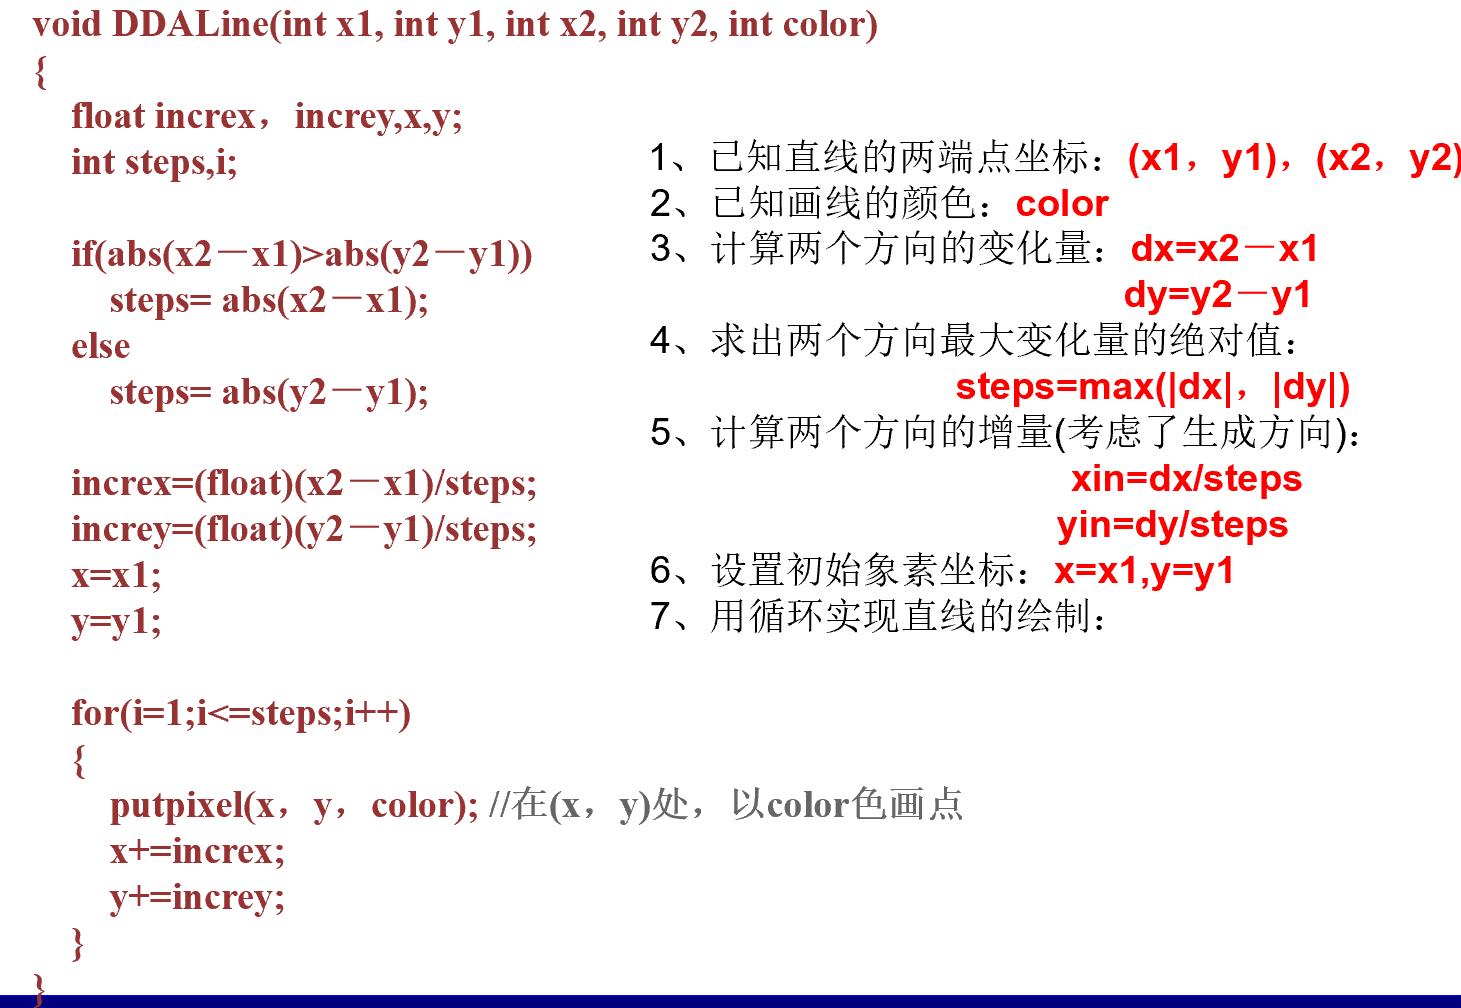 void DDALine(int x1, int y1, int x2, int y2, int color)
{
float increx，increy,x,y;
int steps,i;
if(abs(x2－x1)>abs(y2－y1))
steps= abs(x2－x1);
else
steps= abs(y2－y1);
increx=(float)(x2－x1)/steps;
increy=(float)(y2－y1)/steps;
x=x1;
y=y1;
for(i=1;i<=steps;i++)
{
putpixel(x，y，color); //在(x，y)处，以color色画点
x+=increx;
y+=increy;
}
}
1、已知直线的两端点坐标：(x1，y1)，(x2，y2)
2、已知画线的颜色：color
3、计算两个方向的变化量：dx=x2－x1
dy=y2－y1
4、求出两个方向最大变化量的绝对值：
steps=max(|dx|，|dy|)
5、计算两个方向的增量(考虑了生成方向)：
xin=dx/steps
yin=dy/steps
6、设置初始象素坐标：x=x1,y=y1
7、用循环实现直线的绘制：